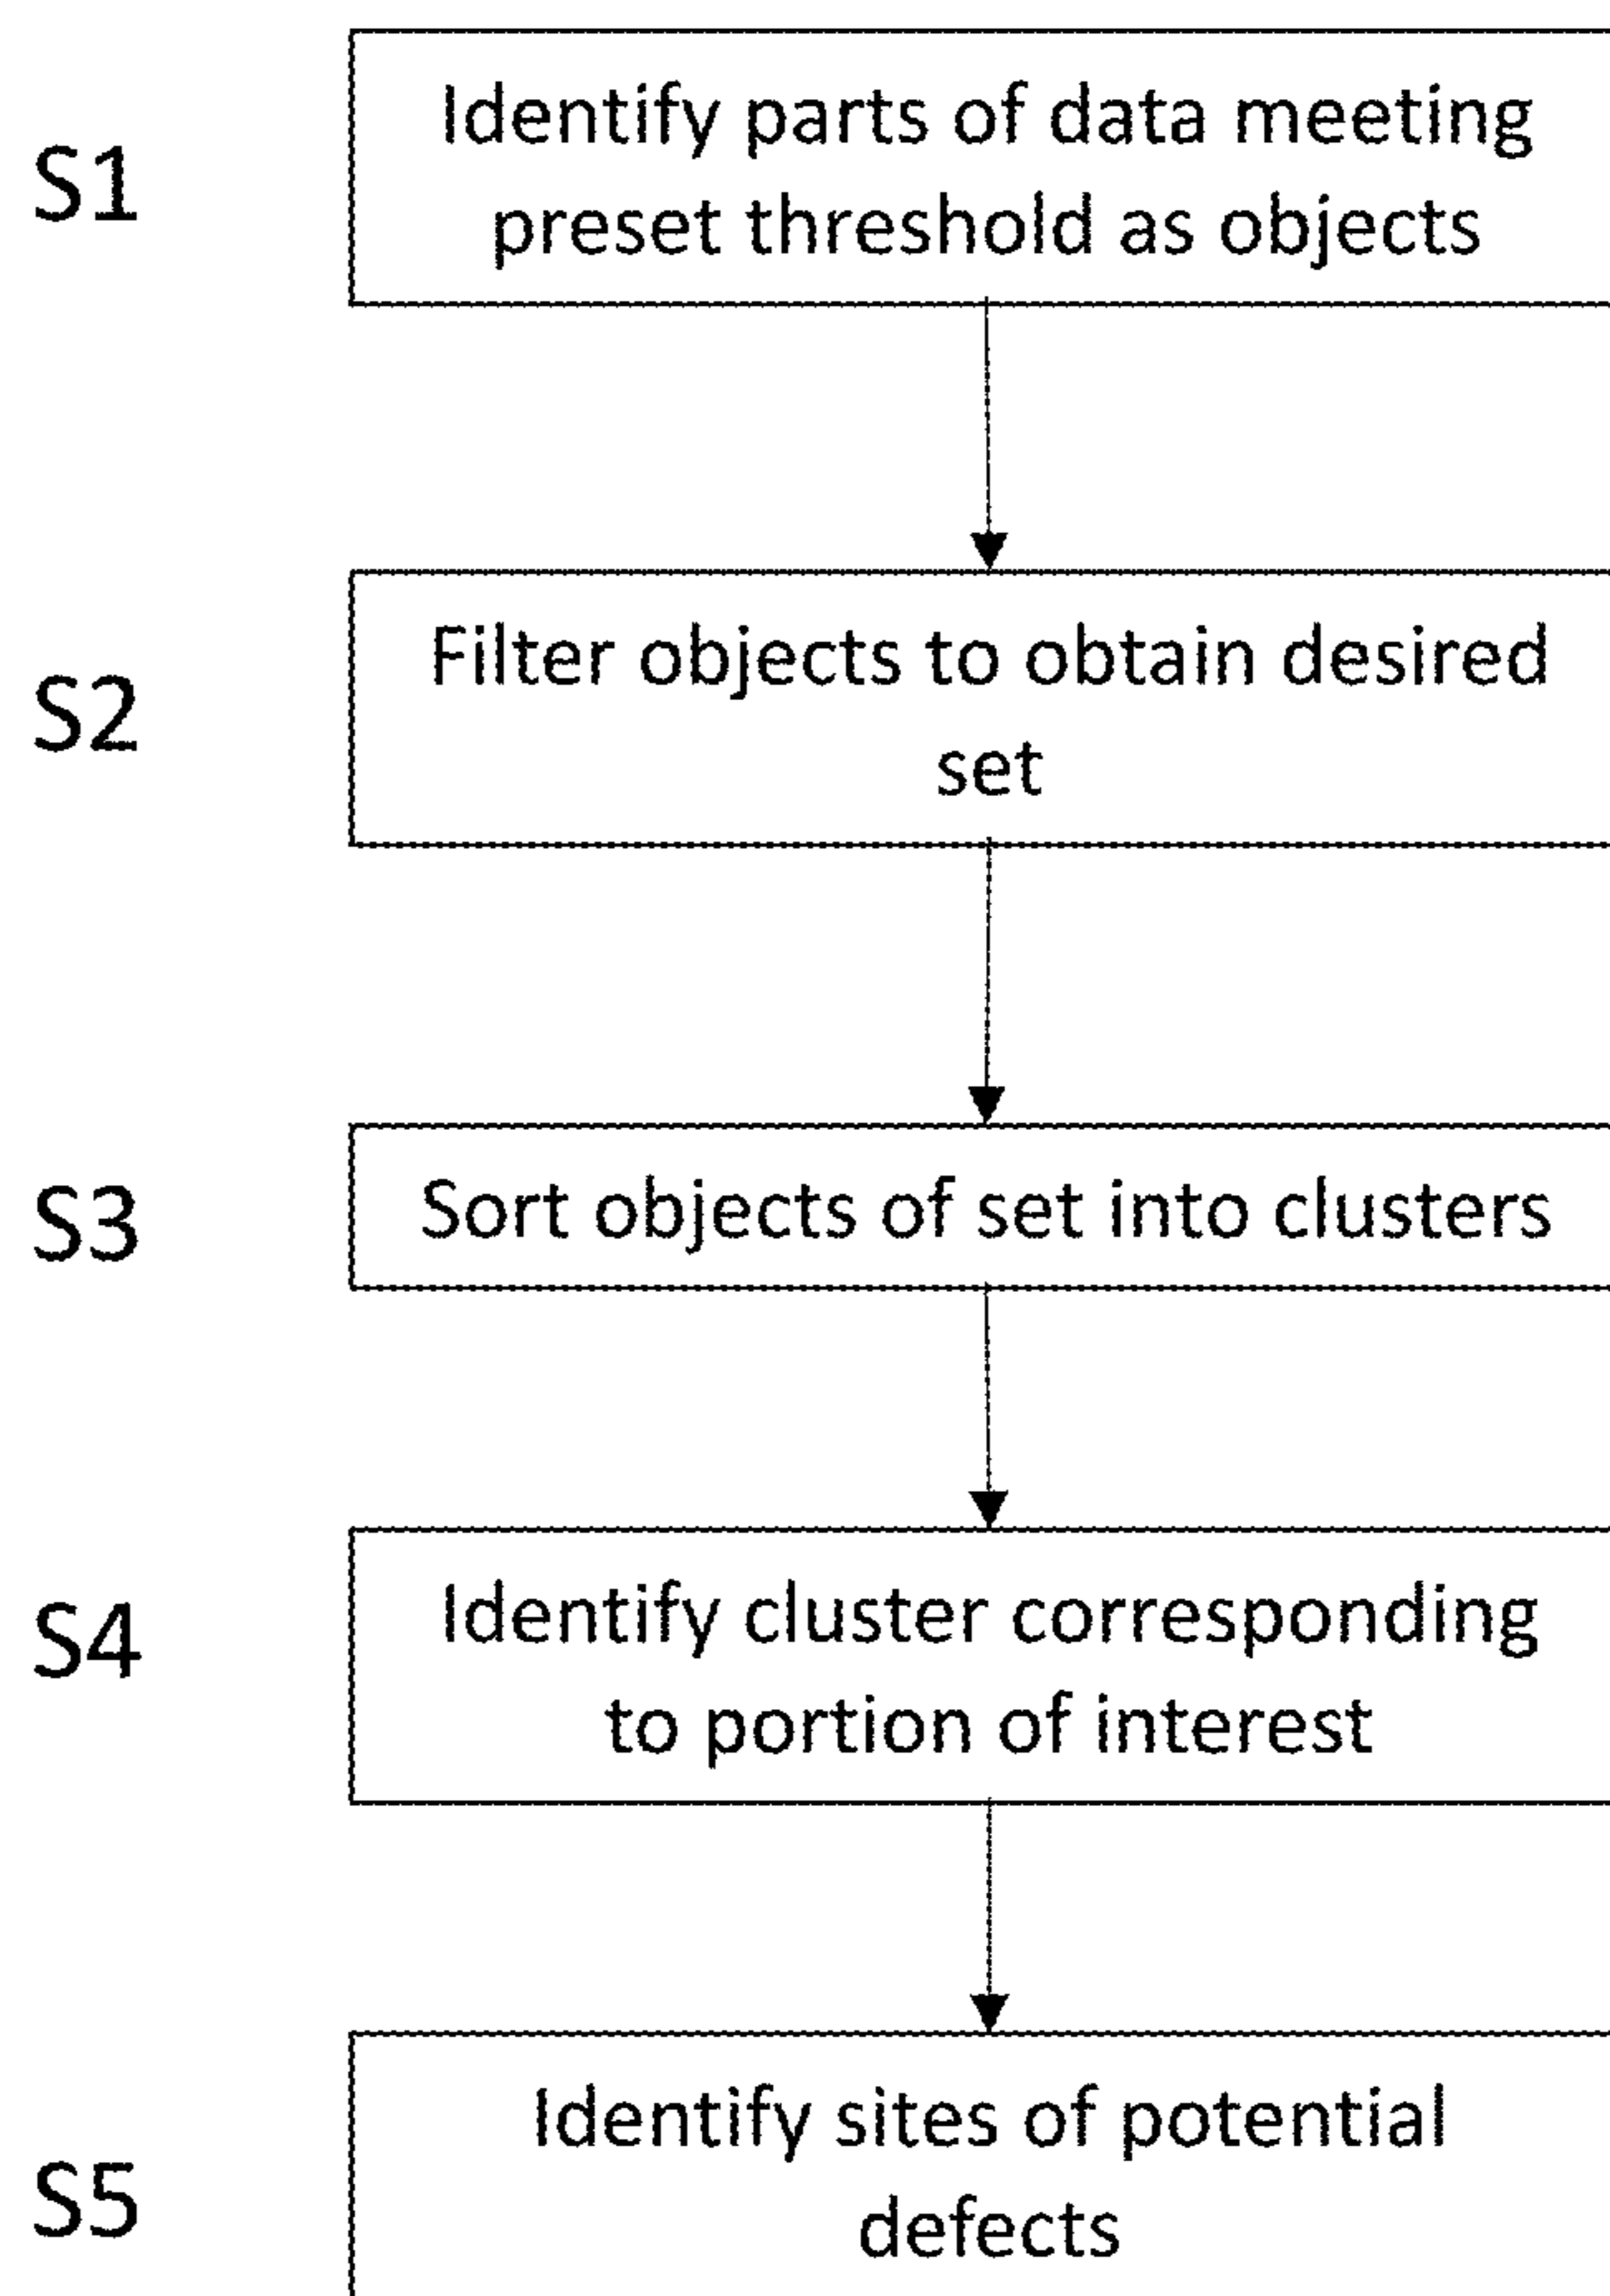 S1
Identify parts of data meeting
preset threshold as objects
S2
Filter objects to obtain desired
set
S3
Sort objects of set into clusters
S4
Identify cluster corresponding
to portion of interest
S5
Identify sites of potential
defects